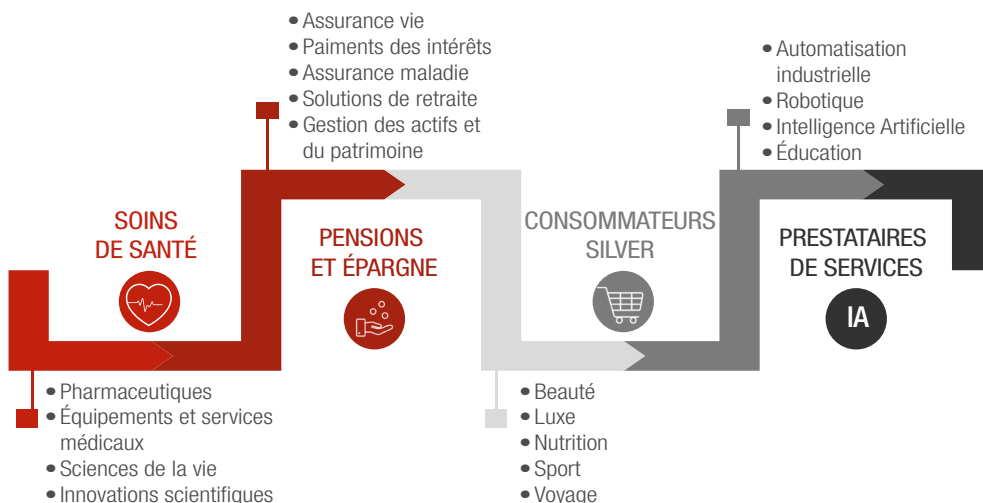 • Assurance vie
• Paiments des intérêts
• Assurance maladie
• Solutions de retraite
• Gestion des actifs et
du patrimoine
• Automatisation
industrielle
• Robotique
• Intelligence Artificielle
• Éducation
SOINS
DE SANTÉ
PENSIONS
ET ÉPARGNE
CONSOMMATEURS
SILVER
PRESTATAIRES
DE SERVICES
IA
• Pharmaceutiques
• Équipements et services
médicaux
• Sciences de la vie
• Innovations scientifiques
• Beauté
• Luxe
• Nutrition
• Sport
• Voyage